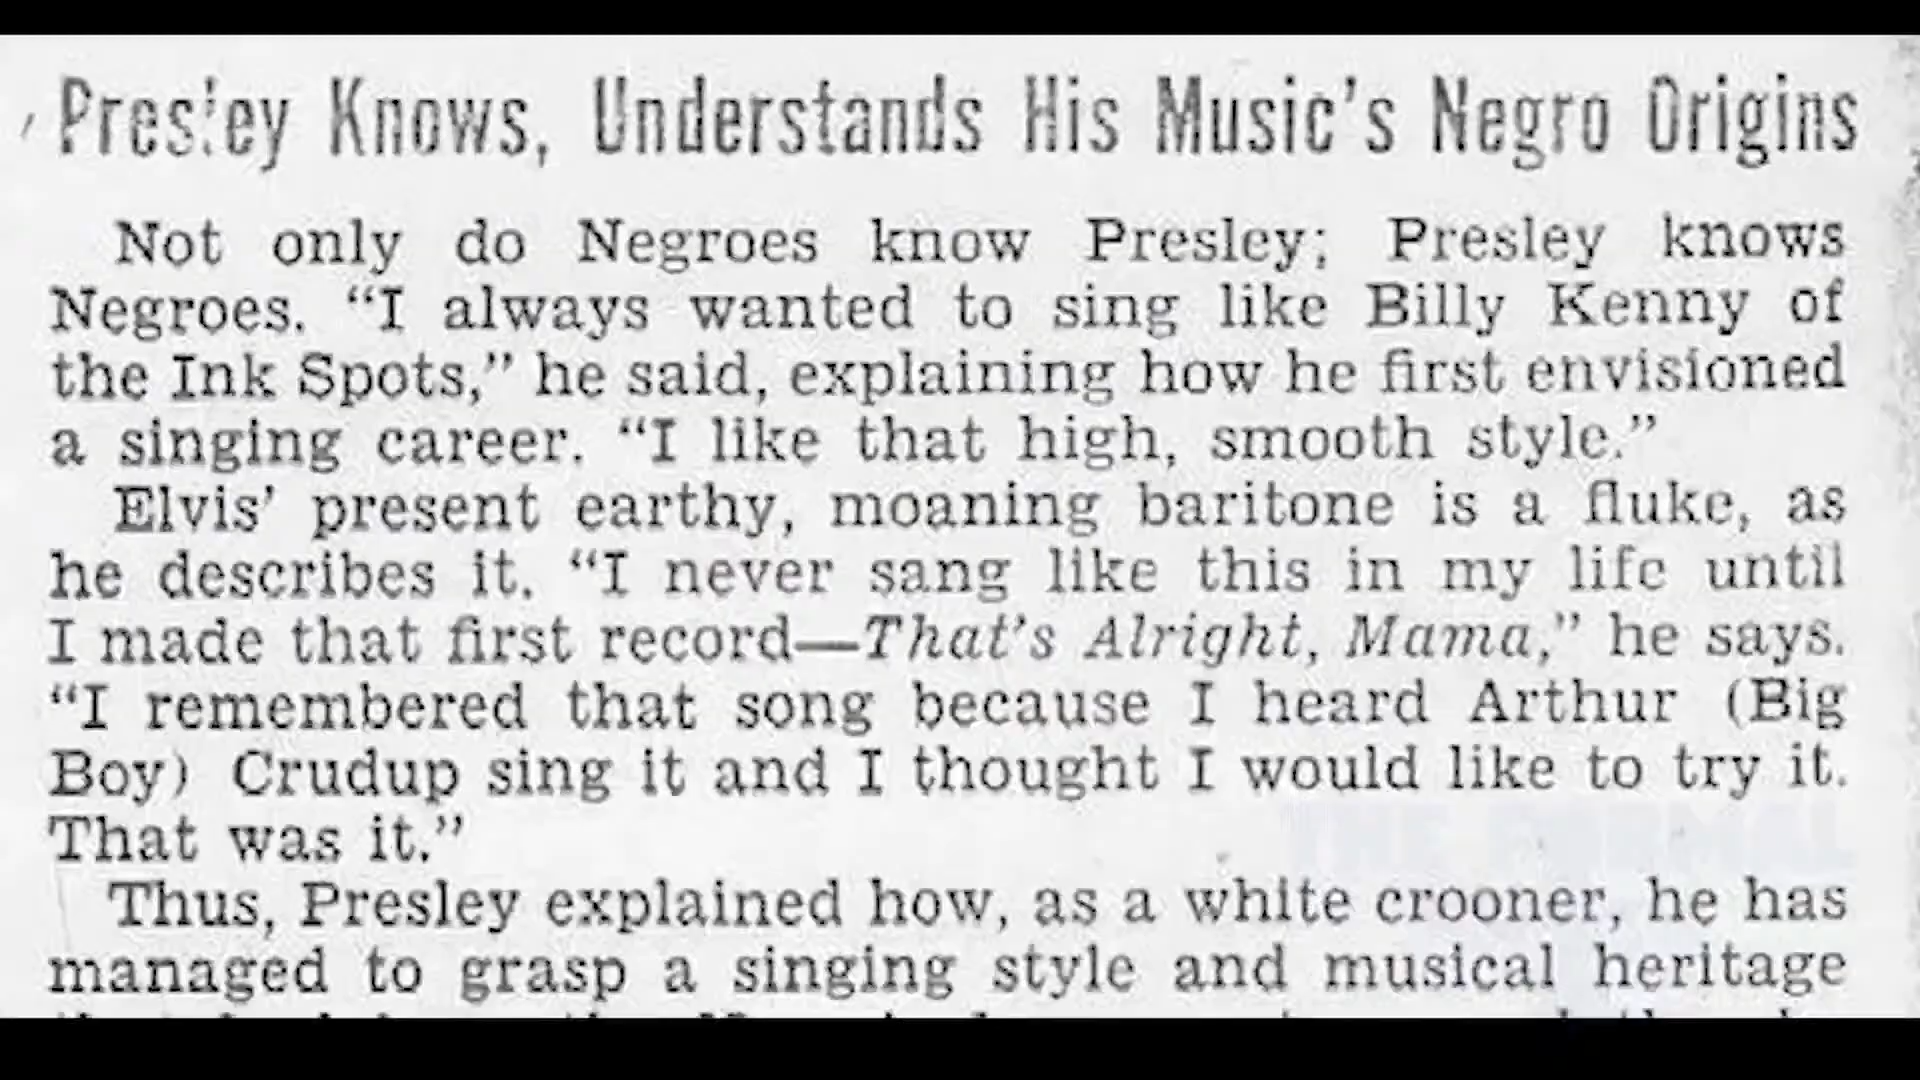 Presley Knows, Understands His Music's Negro Origins
Not only do Negroes know Presley; Presley knows
Negroes. “I always wanted to sing like Billy Kenny of
the Ink Spots,” he said, explaining how he first envisioned
a singing career. “I like that high, smooth style.”
Elvis’ present earthy, moaning baritone is a fluke, as
he describes it. “I never sang like this in my life until
I made that first record—That's Alright, Mama,” he says.
“I remembered that song because I heard Arthur (Big
Boy) Crudup sing it and I thought I would like to try it.
That was it.”
Thus, Presley explained how, as a white crooner, he has
managed to grasp a singing style and musical heritage